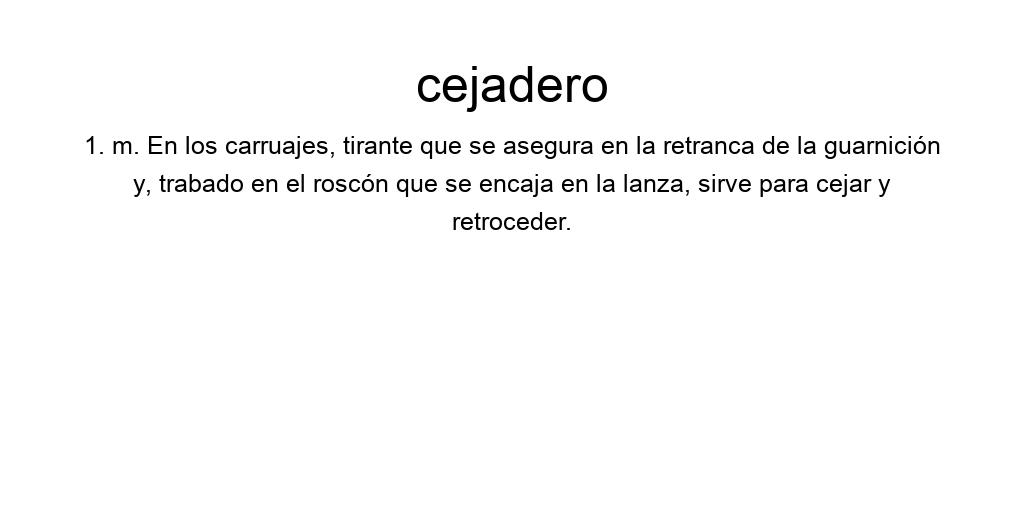 cejadero
1. m. En los carruajes, tirante que se asegura en la retranca de la guarnición
y, trabado en el roscón que se encaja en la lanza, sirve para cejar y
retroceder.